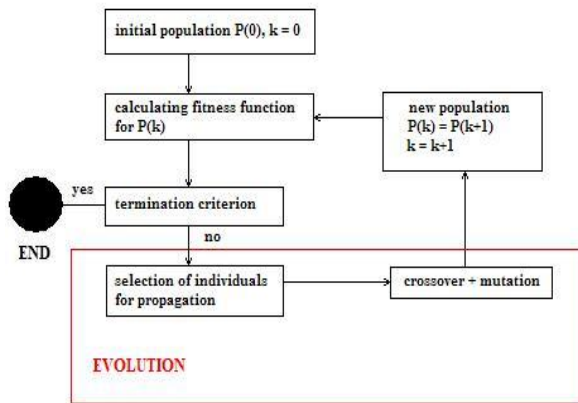 initial population P(0), k = 0
calculating fitness function
for P(k)
new population
P(k) = P(k+1)
k = k+1
yes
termination criterion
END
no
selection of individuals
for propagation
crossover + mutation
EVOLUTION